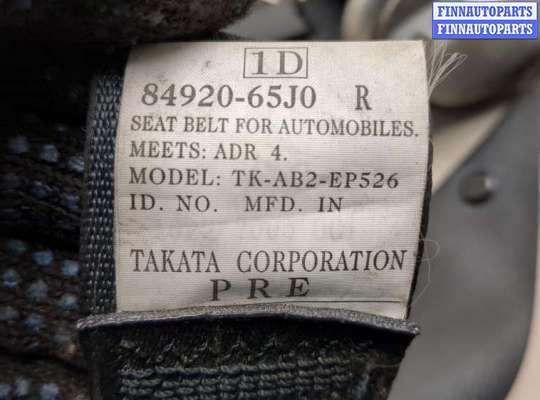 FINNAUTOPARTS
FINNAUTOPARTS
1D
84920-65J0 R
SEAT BELT FOR AUTOMOBILES.
MEETS: ADR 4.
MODEL: TK-AB2-EP526
ID. NO. MFD. IN
TAKATA CORPORATION
PRE